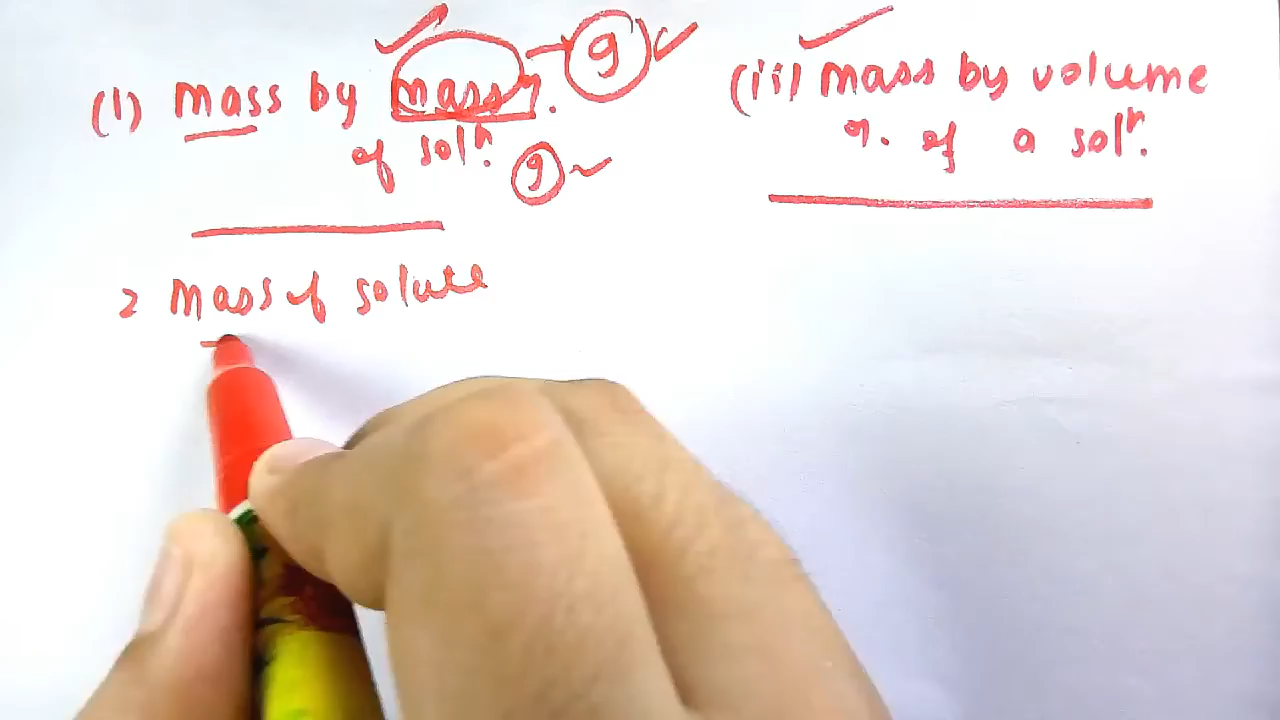 (i) mass by mass %. g
of solⁿ. g
(ii) mass by volume
%. of a solⁿ.
= mass of solute